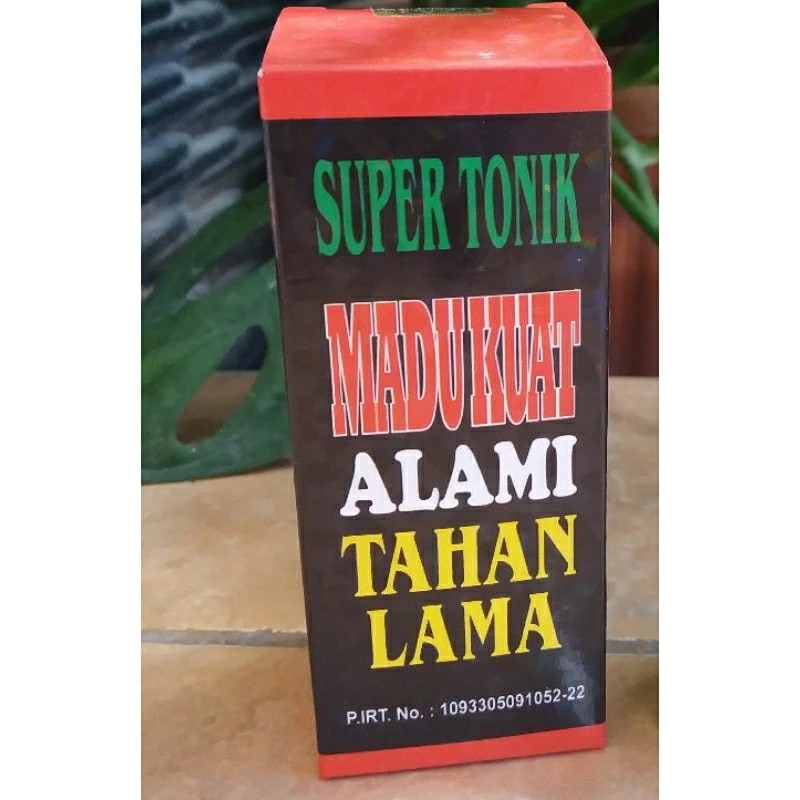 SUPER TONIK
MADU KUAT
ALAMI
TAHAN
LAMA
P.IRT. No. : 1093305091052-22